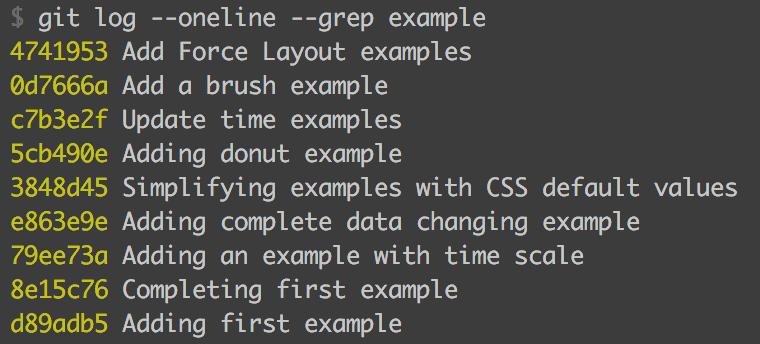 $ git log --oneline --grep example
4741953 Add Force Layout examples
0d7666a Add a brush example
c7b3e2f Update time examples
5cb490e Adding donut example
3848d45 Simplifying examples with CSS default values
e863e9e Adding complete data changing example
79ee73a Adding an example with time scale
8e15c76 Completing first example
d89adb5 Adding first example